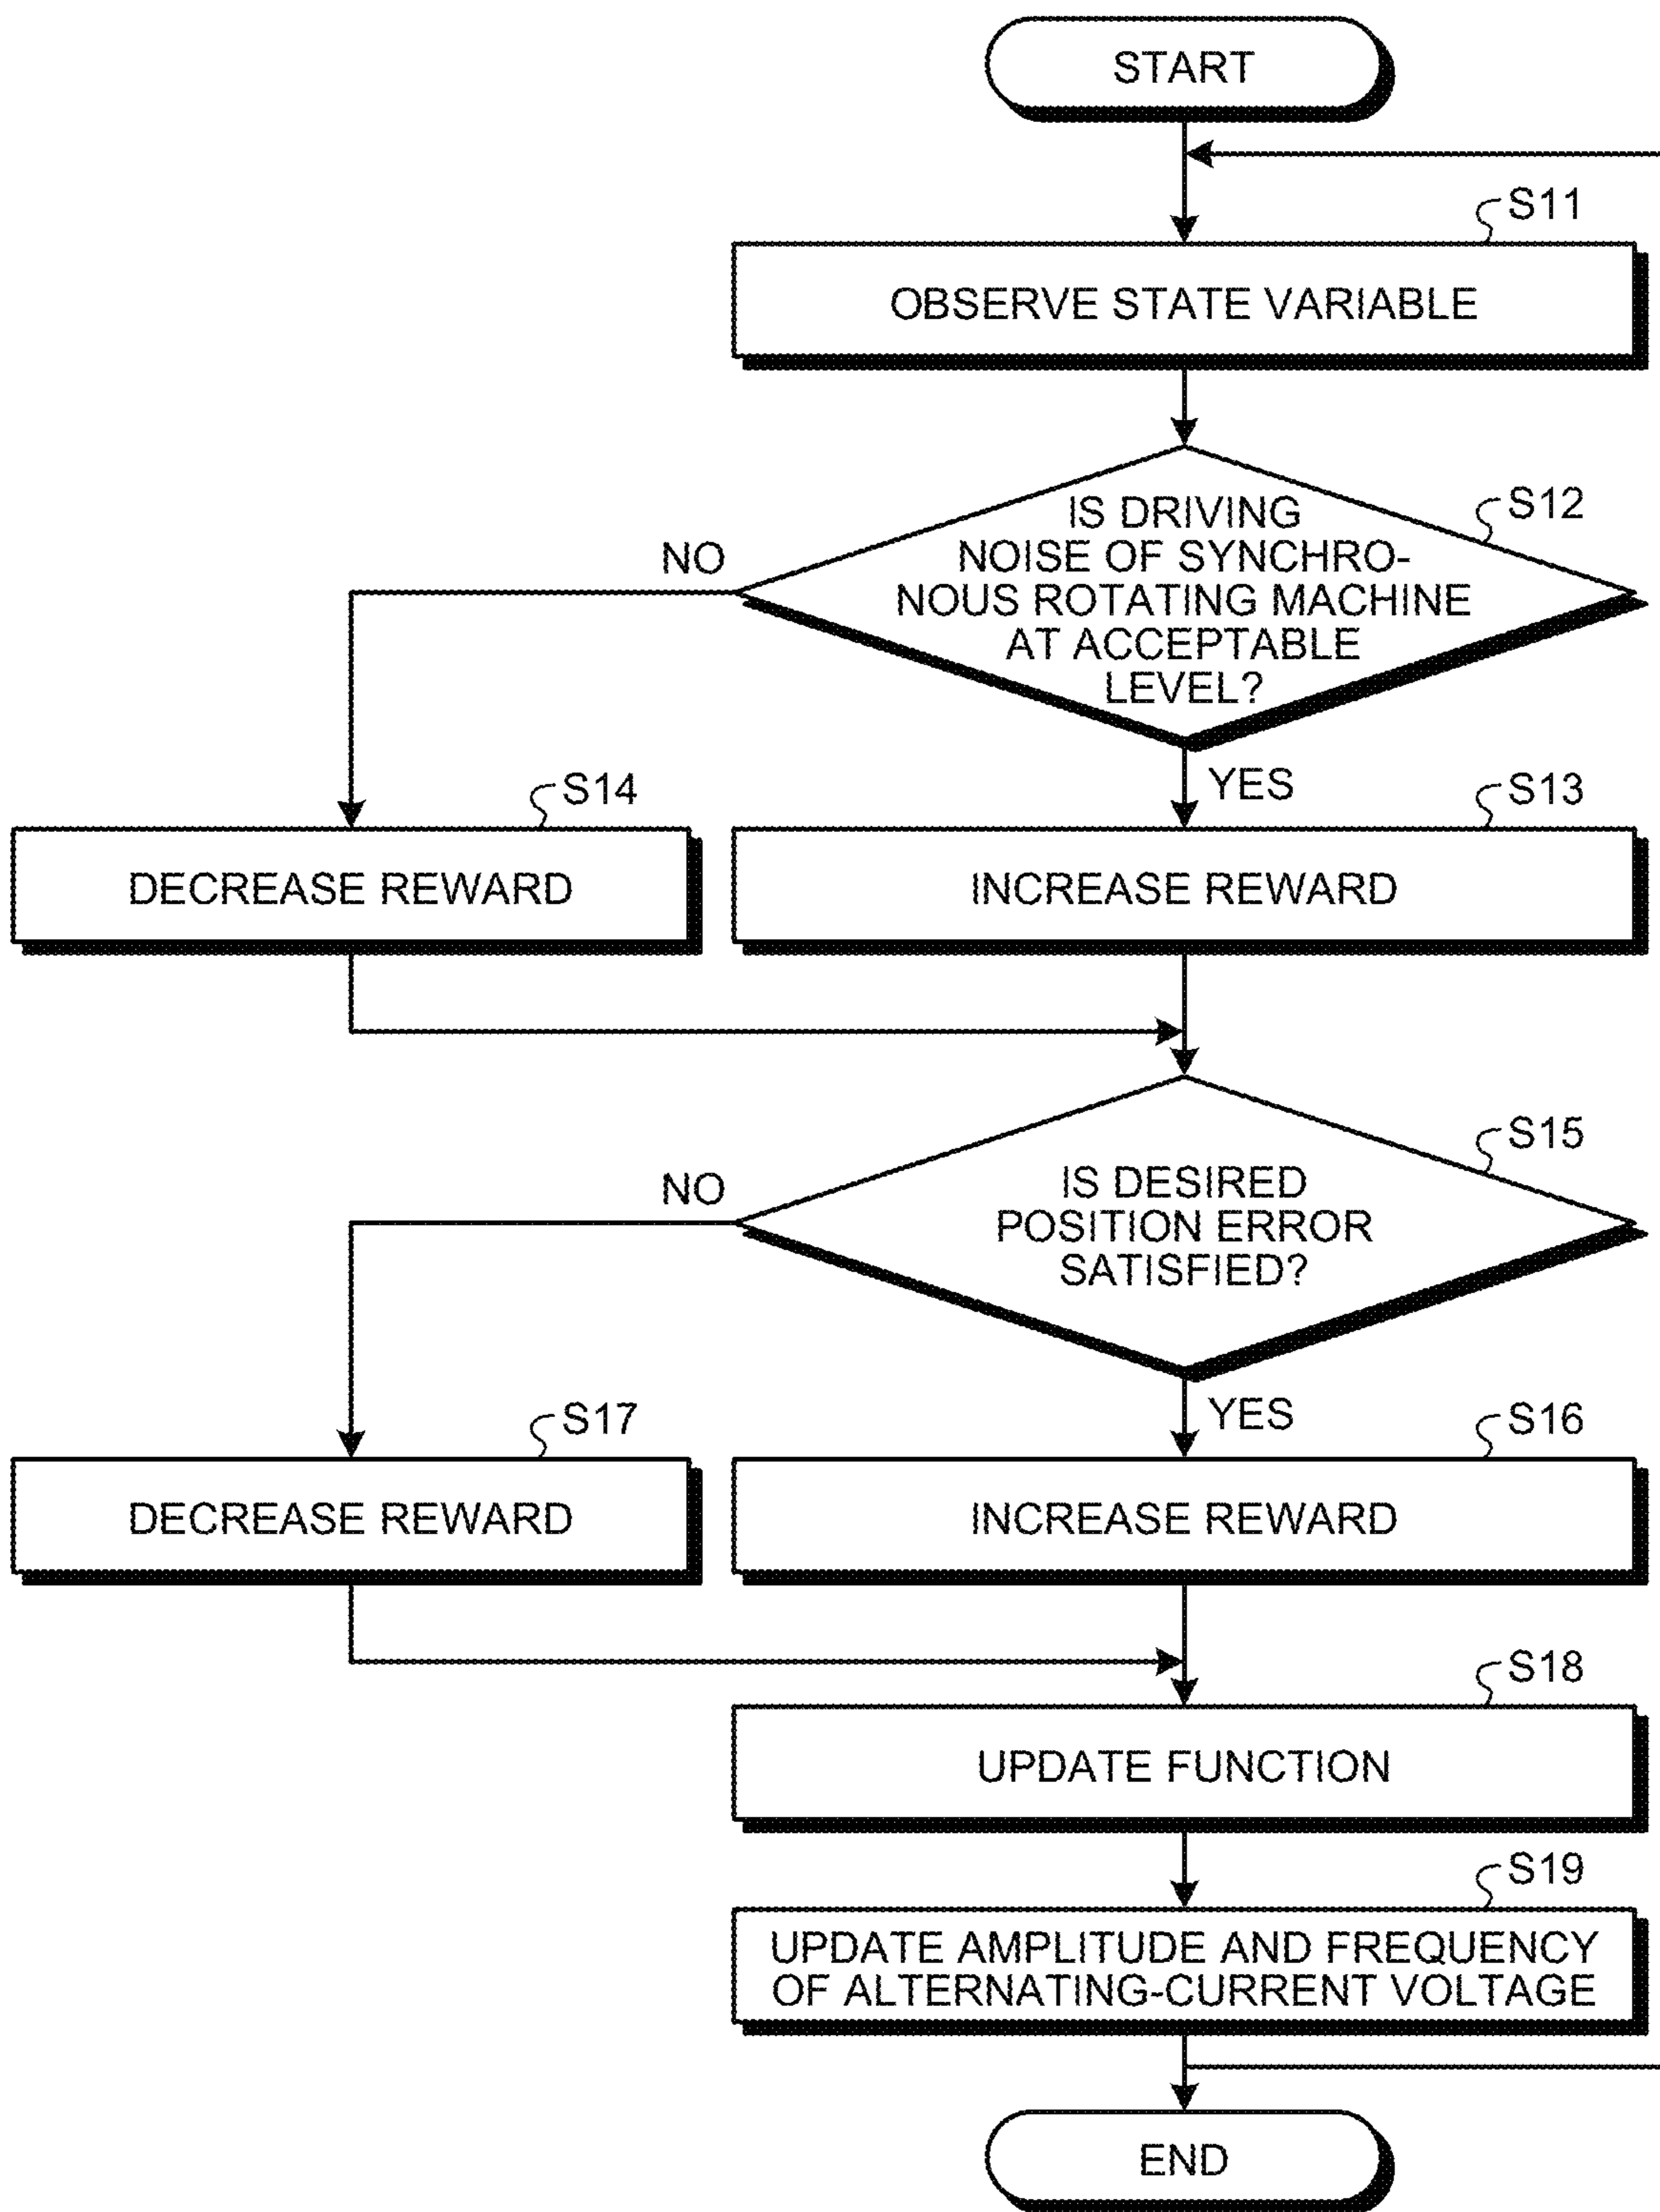 START
S11
OBSERVE STATE VARIABLE
S12
IS DRIVING
NOISE OF SYNCHRO-
NOUS ROTATING MACHINE
AT ACCEPTABLE
LEVEL?
NO
YES
S14
S13
DECREASE REWARD
INCREASE REWARD
S15
IS DESIRED
POSITION ERROR
SATISFIED?
NO
YES
S17
S16
DECREASE REWARD
INCREASE REWARD
S18
UPDATE FUNCTION
S19
UPDATE AMPLITUDE AND FREQUENCY
OF ALTERNATING-CURRENT VOLTAGE
END